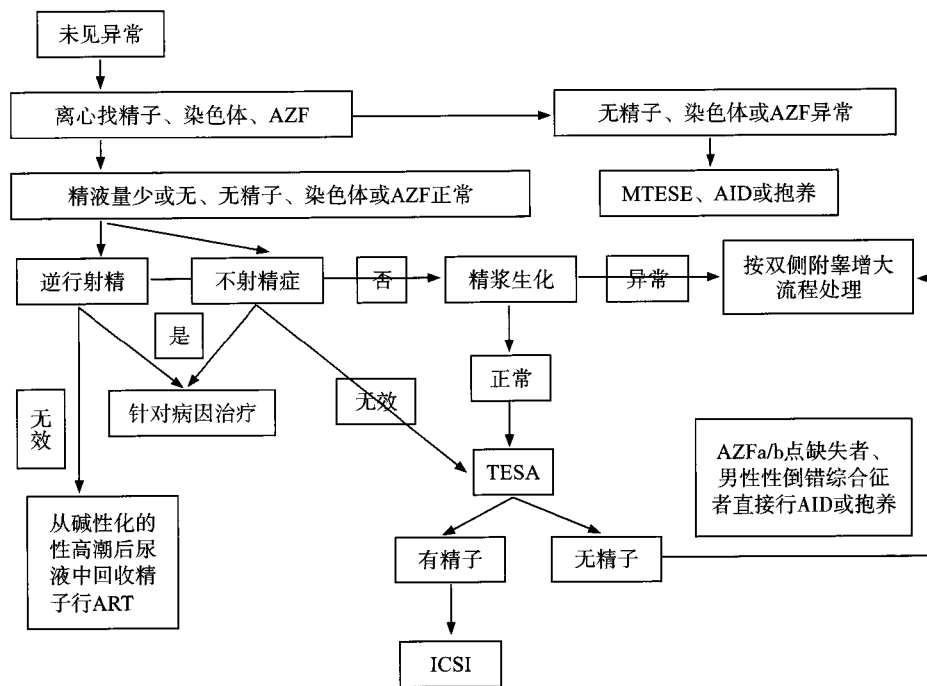 未见异常
离心找精子、染色体、AZF
无精子、染色体或AZF异常
精液量少或无、无精子、染色体或AZF正常
MTESE、AID或抱养
逆行射精
不射精症
否
精浆生化
异常
按双侧附睾增大
流程处理
是
正常
无
效
针对病因治疗
无效
AZFa/b点缺失者、
男性性倒错综合征
者直接行AID或抱养
TESA
从碱性化的
性高潮后尿
液中回收精
子行ART
有精子
无精子
ICSI